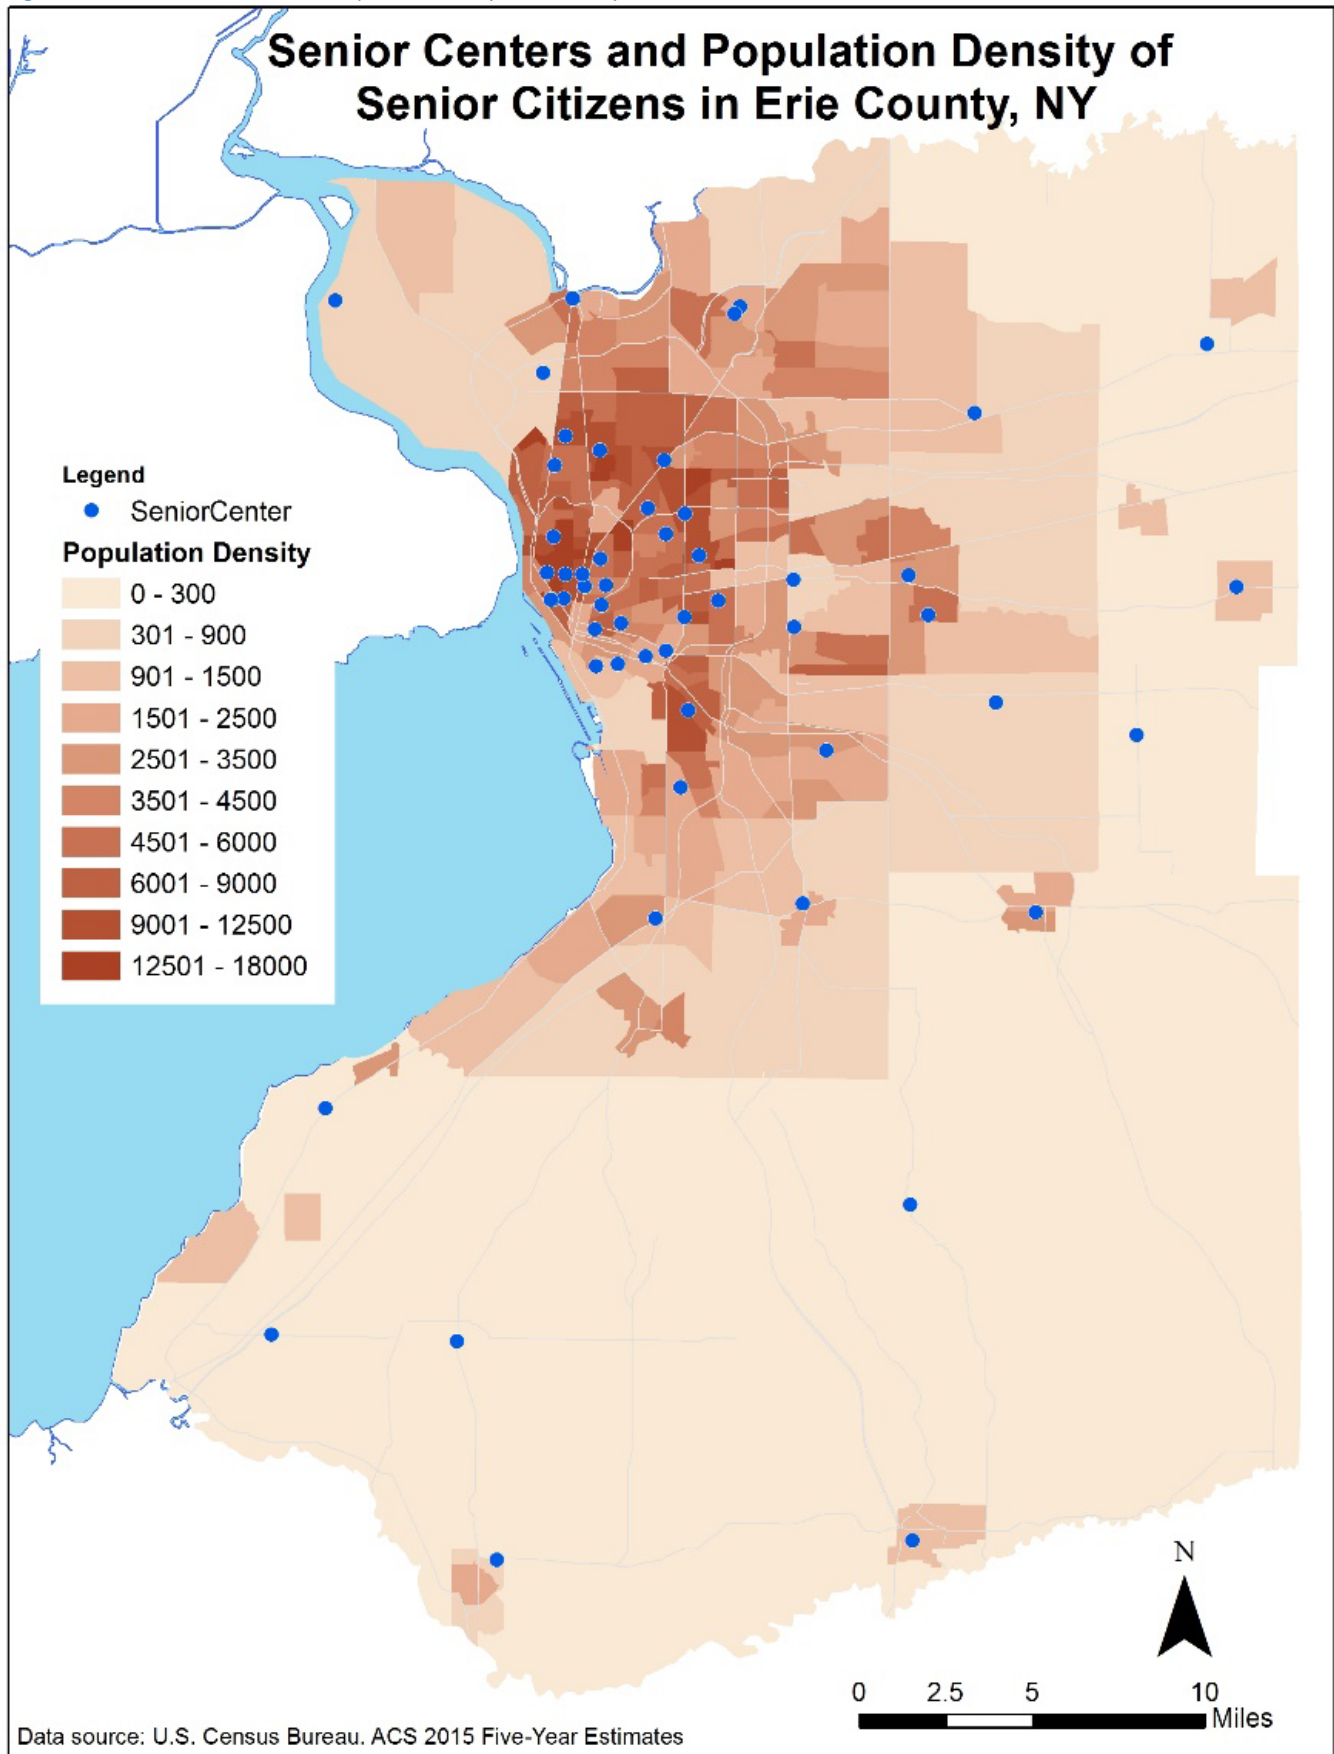 Senior Centers and Population Density of
Senior Citizens in Erie County, NY
Legend
SeniorCenter
Population Density
0 - 300
301 - 900
901 - 1500
1501 - 2500
2501 - 3500
3501 - 4500
4501 - 6000
6001 - 9000
9001 - 12500
12501 - 18000
N
0 2.5 5 10
Miles
Data source: U.S. Census Bureau. ACS 2015 Five-Year Estimates